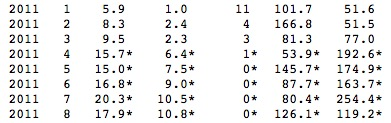 2011 1 5.9 1.0 11 101.7 51.6
2011 2 8.3 2.4 4 166.8 51.5
2011 3 9.5 2.3 3 81.3 77.0
2011 4 15.7* 6.4* 1* 53.9* 192.6*
2011 5 15.0* 7.5* 0* 145.7* 174.9*
2011 6 16.8* 9.0* 0* 87.7* 163.7*
2011 7 20.3* 10.5* 0* 80.4* 254.4*
2011 8 17.9* 10.8* 0* 126.1* 119.2*